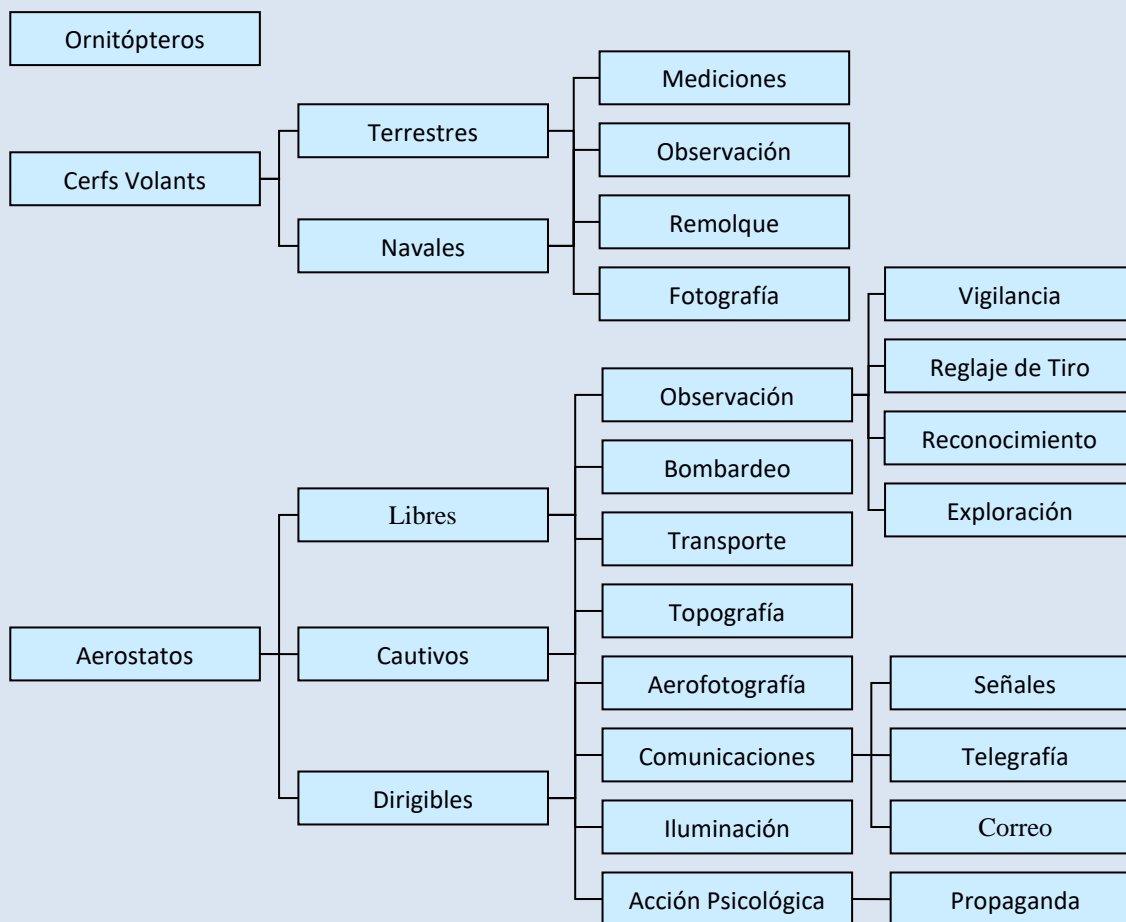 Ornitópteros
Cerfs Volants
Terrestres
Navales
Mediciones
Observación
Remolque
Fotografía
Aerostatos
Libres
Cautivos
Dirigibles
Observación
Bombardeo
Transporte
Topografía
Aerofotografía
Comunicaciones
Iluminación
Acción Psicológica
Vigilancia
Reglaje de Tiro
Reconocimiento
Exploración
Señales
Telegrafía
Correo
Propaganda